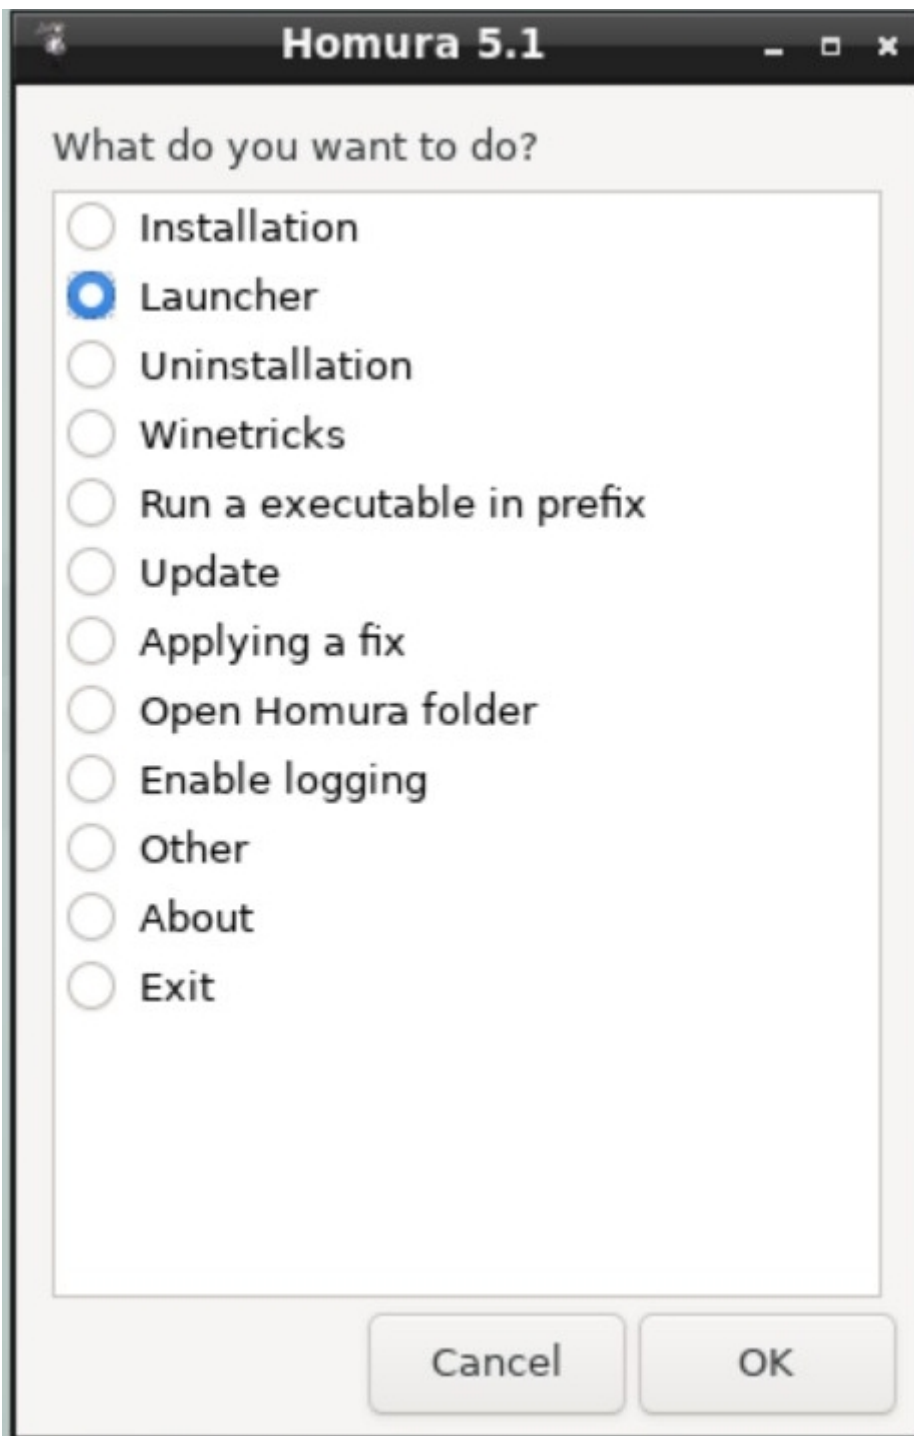 Homura 5.1
What do you want to do?
Installation
Launcher
Uninstallation
Winetricks
Run a executable in prefix
Update
Applying a fix
Open Homura folder
Enable logging
Other
About
Exit
Cancel OK